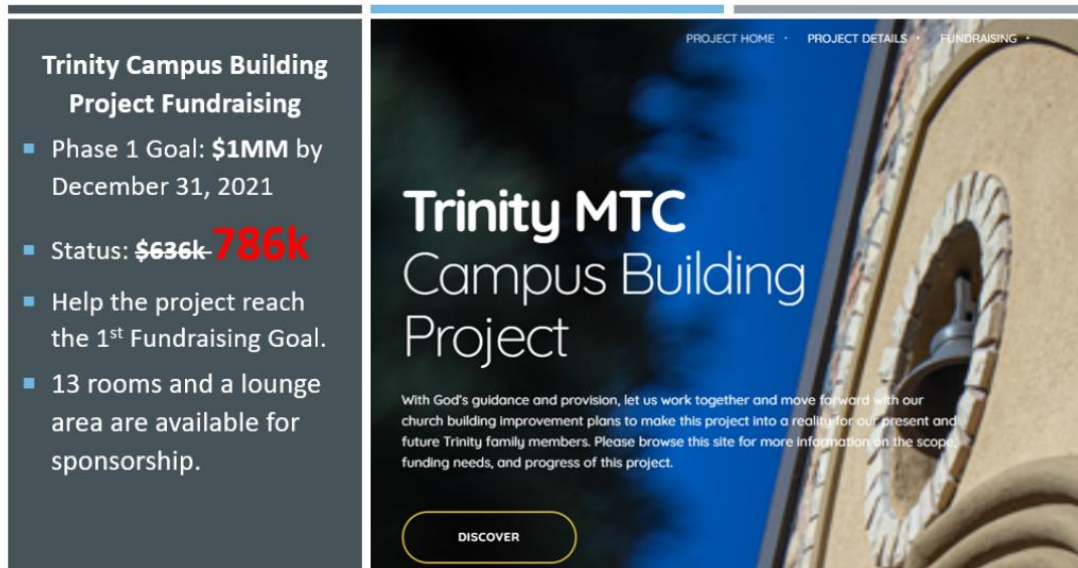 Trinity Campus Building
Project Fundraising
▪ Phase 1 Goal: $1MM by
December 31, 2021
▪ Status: $636k 786k
▪ Help the project reach
the 1st Fundraising Goal.
▪ 13 rooms and a lounge
area are available for
sponsorship.
PROJECT HOME · PROJECT DETAILS · FUNDRAISING ·
Trinity MTC
Campus Building
Project
With God's guidance and provision, let us work together and move forward with our
church building improvement plans to make this project into a reality for our present and
future Trinity family members. Please browse this site for more information on the scope,
funding needs, and progress of this project.
DISCOVER